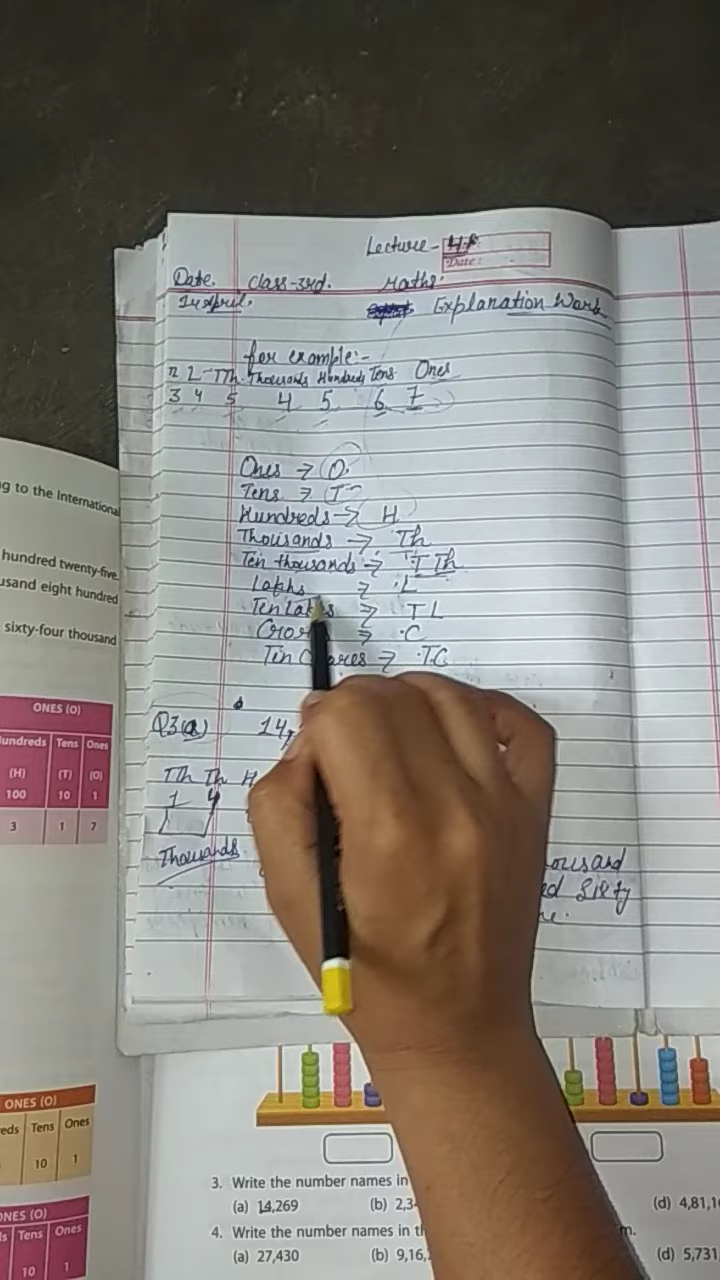 Lecture - 4
Date:
Date. Class-3rd. Maths.
14 April. Explanation Work
for example:-
L TTh Thousands Hundreds Tens Ones
3 4 5 4 5 6 7
Ones → O
Tens → T
Hundreds → H
Thousands → Th
Ten thousands → T Th
Lakhs → L
Ten Lakhs → TL
Crores → C
Ten Crores → TC
Q3(a) 14,
TTh Th H
1 4
Thousands
ousand
ed Sixty
ne.
g to the International
hundred twenty-five
usand eight hundred
sixty-four thousand
ONES (O)
undreds Tens Ones
(H) (T) (O)
100 10 1
3 1 7
ONES (O)
eds Tens Ones
10 1
ONES (O)
ds Tens Ones
10 1
3. Write the number names in
(a) 14,269 (b) 2,3 (d) 4,81,1
4. Write the number names in th m.
(a) 27,430 (b) 9,16, (d) 5,731